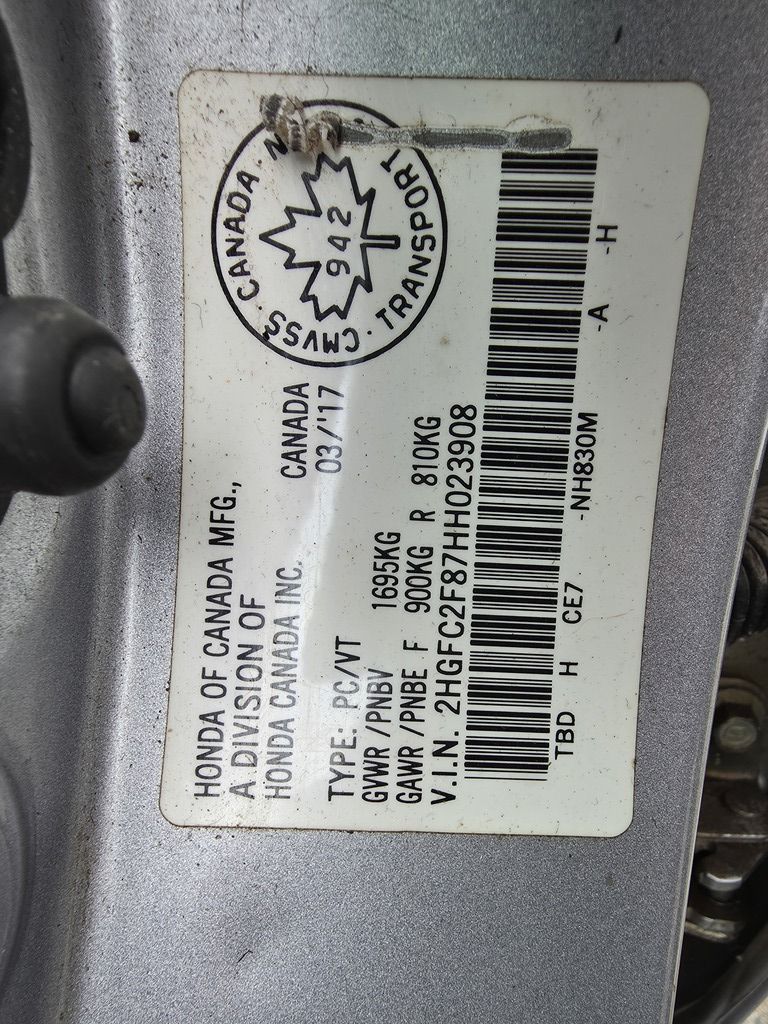 HONDA OF CANADA MFG.,
A DIVISION OF
HONDA CANADA INC.
CANADA
03/'17
TYPE: PC/VT
GVWR /PNBV 1695KG
GAWR /PNBE F 900KG R 810KG
V.I.N. 2HGFC2F87HH023908
TBD H CE7 -NH830M -A -H
CANADA · TRANSPORT · CMVSS
942